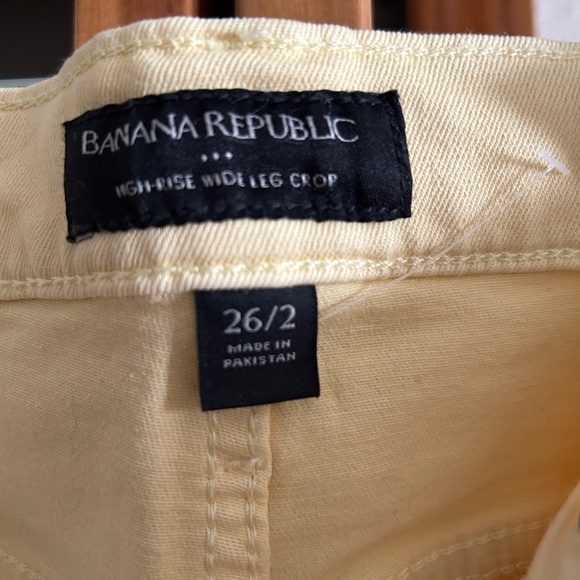 BANANA REPUBLIC
HIGH-RISE WIDE LEG CROP
26/2
MADE IN
PAKISTAN